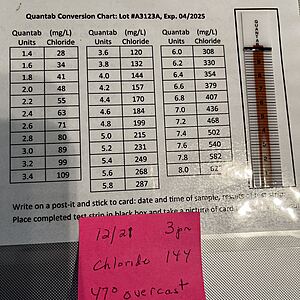 Quantab Conversion Chart: Lot #A3123A, Exp. 04/2025
Quantab Units (mg/L) Chloride Quantab Units (mg/L) Chloride Quantab Units (mg/L) Chloride
1.4 28 3.6 120 6.0 308
1.6 34 3.8 132 6.2 330
1.8 41 4.0 144 6.4 354
2.0 48 4.2 157 6.6 379
2.2 55 4.4 170 6.8 407
2.4 63 4.6 184 7.0 436
2.6 71 4.8 199 7.2 468
2.8 80 5.0 215 7.4 502
3.0 89 5.2 231 7.6 540
3.2 99 5.4 249 7.8 582
3.4 109 5.6 268 8.0
5.8 287
Write on a post-it and stick to card: date and time of sample, results of test strip
Place completed test strip in black box and take a picture of card
12/21 3pm
Chloride 144
47° overcast